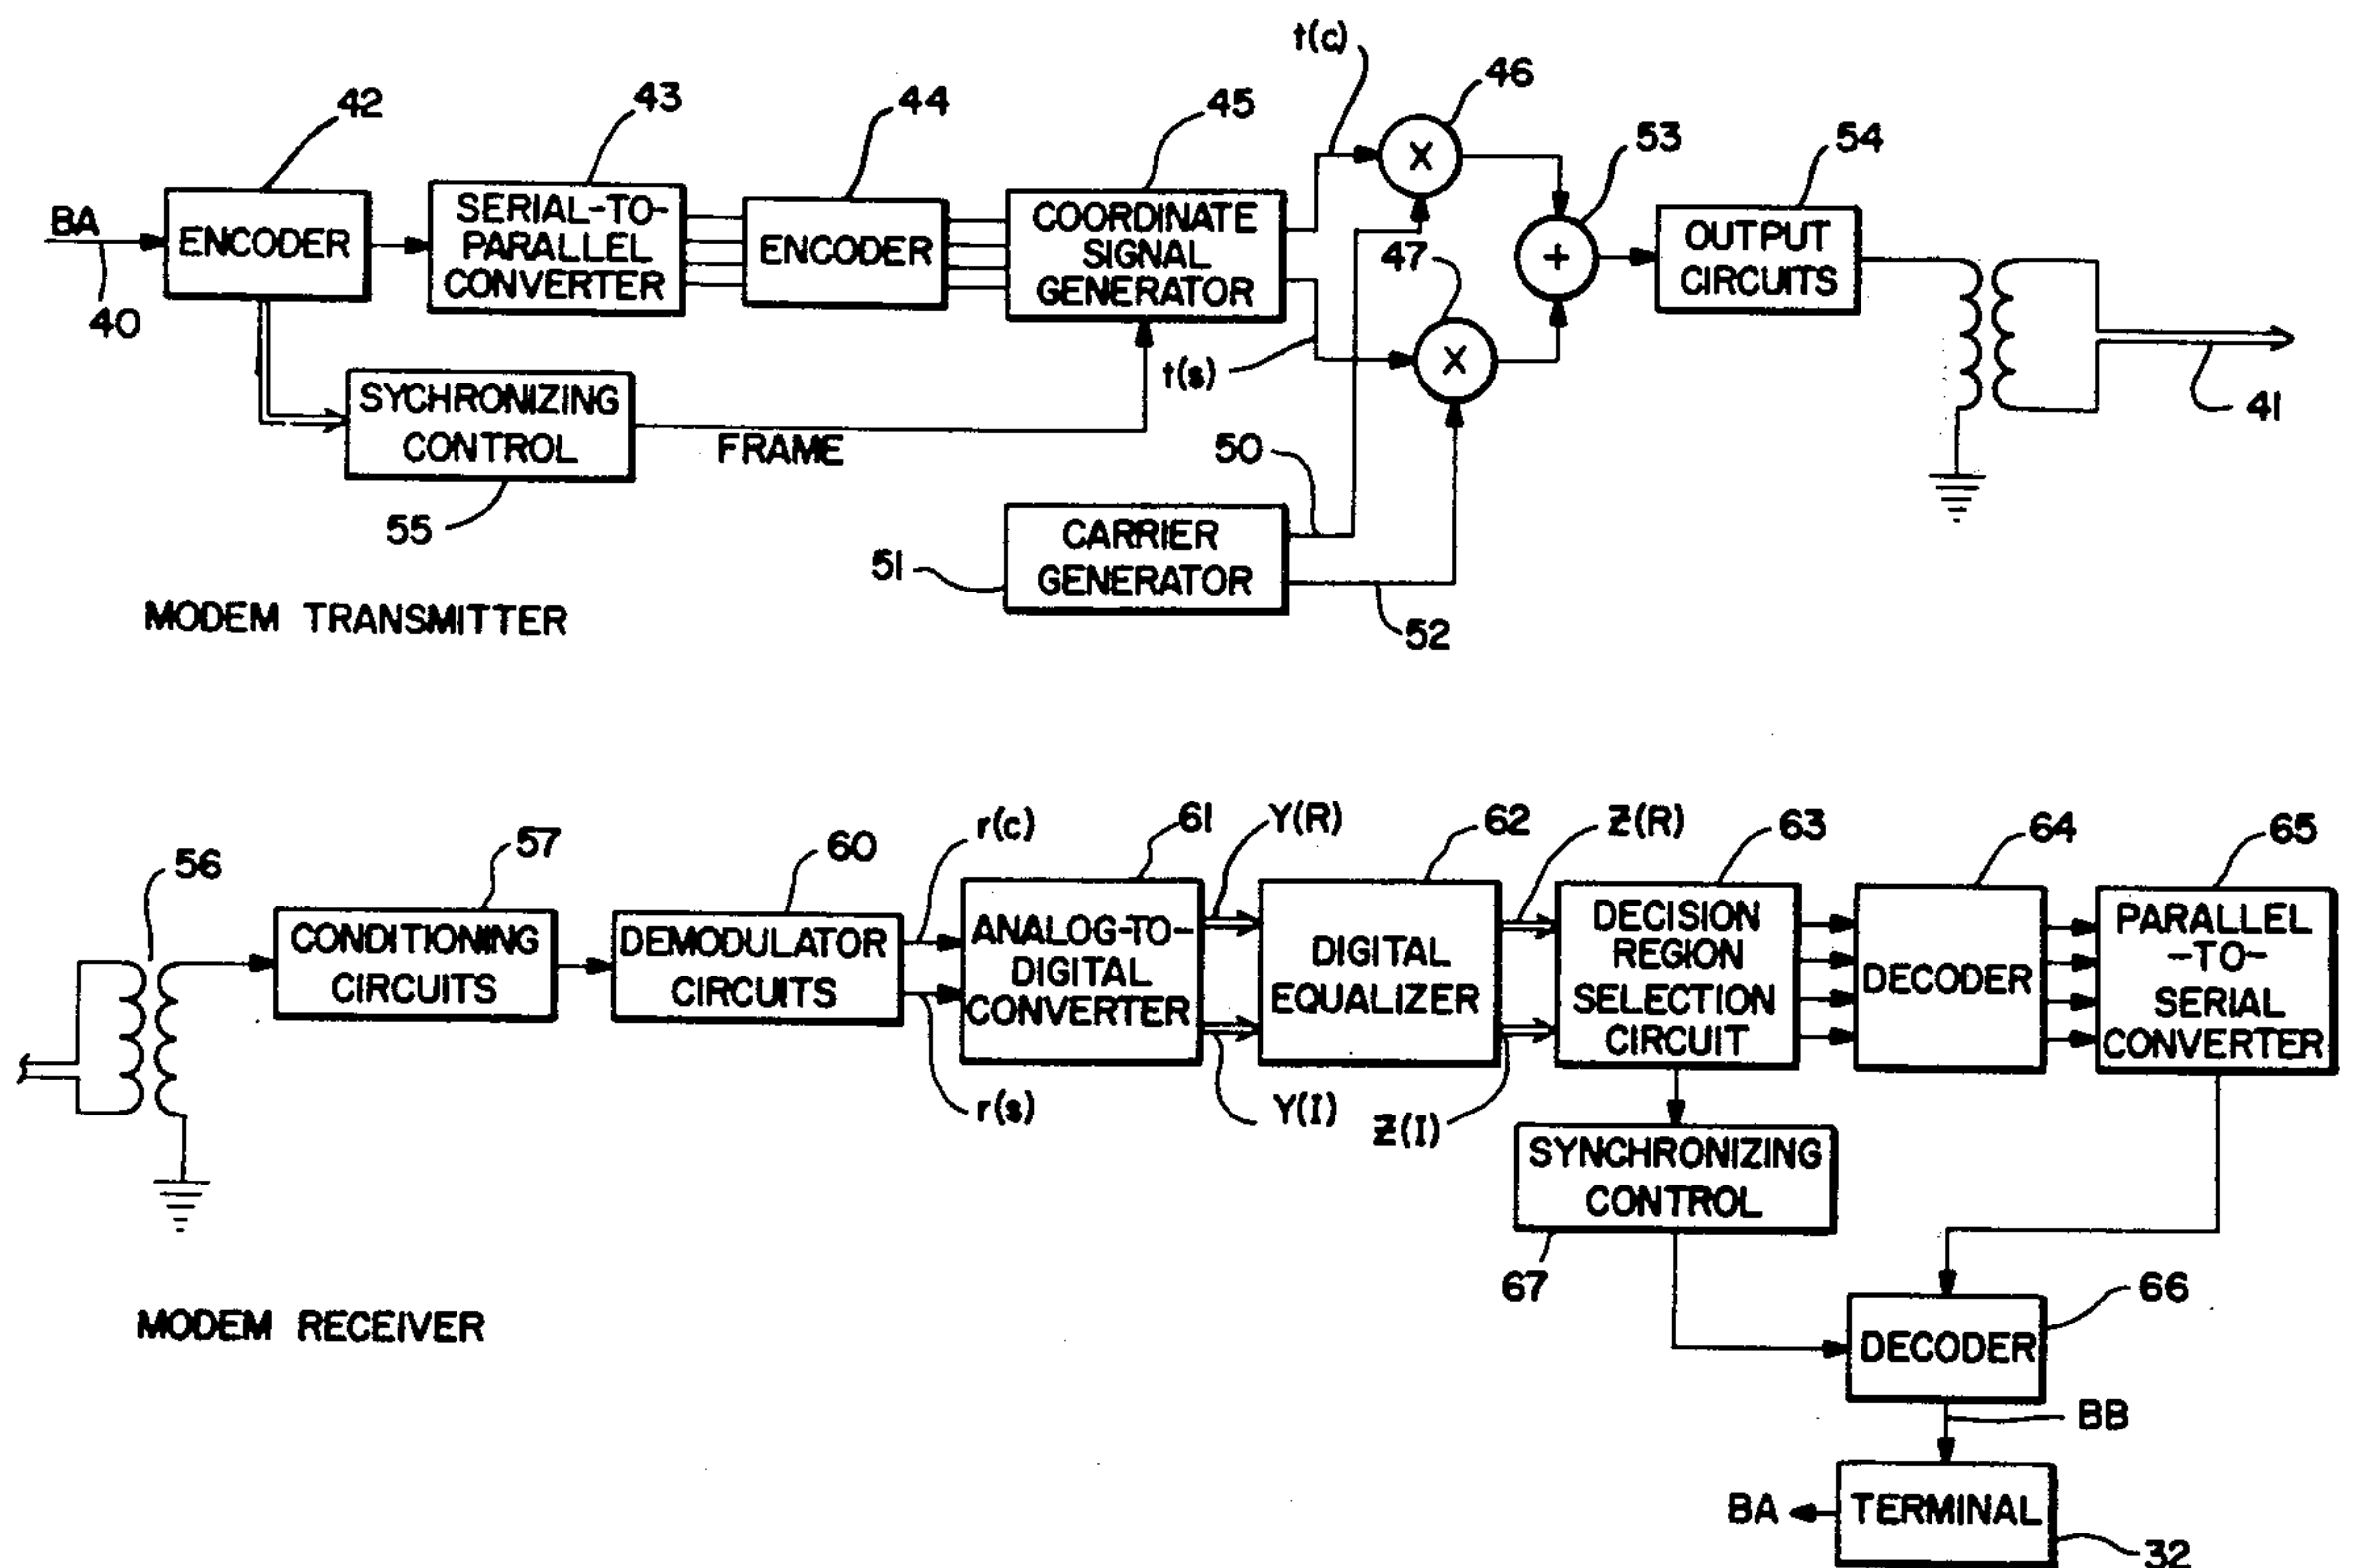 t(c)
46
42
43
44
45
53
54
BA
ENCODER
SERIAL-TO-
PARALLEL
CONVERTER
ENCODER
COORDINATE
SIGNAL
GENERATOR
X
+
OUTPUT
CIRCUITS
40
47
X
t(s)
41
SYCHRONIZING
CONTROL
FRAME
50
55
51
CARRIER
GENERATOR
52
MODEM TRANSMITTER
56
57
60
r(c)
61
Y(R)
62
Z(R)
63
64
65
CONDITIONING
CIRCUITS
DEMODULATOR
CIRCUITS
ANALOG-TO-
DIGITAL
CONVERTER
DIGITAL
EQUALIZER
DECISION
REGION
SELECTION
CIRCUIT
DECODER
PARALLEL
-TO-
SERIAL
CONVERTER
r(s)
Y(I)
Z(I)
SYNCHRONIZING
CONTROL
67
66
MODEM RECEIVER
DECODER
BB
BA
TERMINAL
32